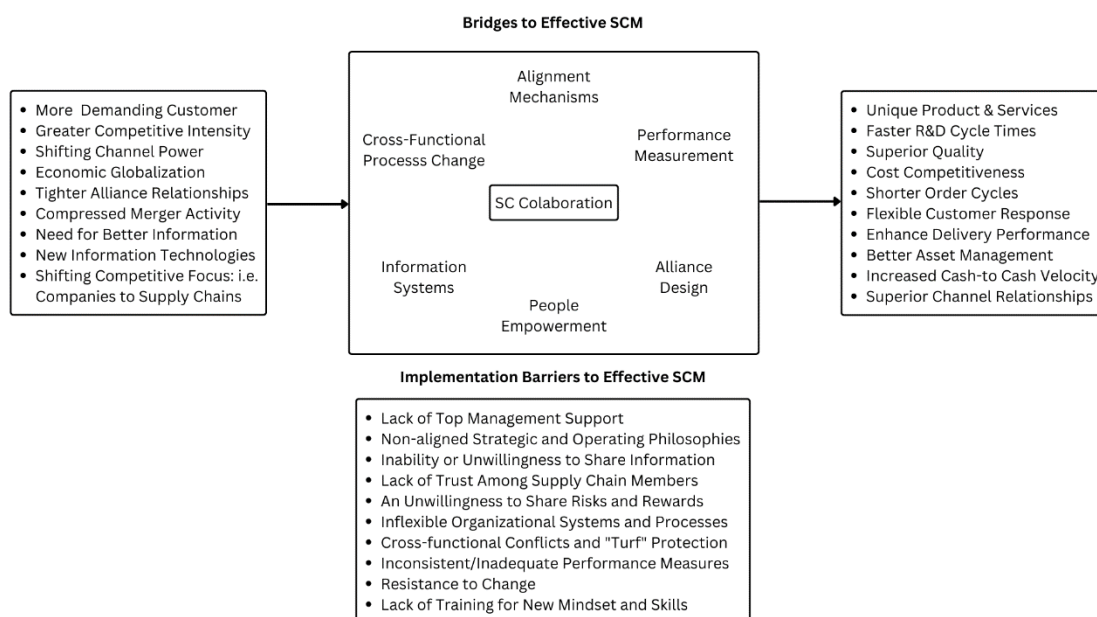 Bridges to Effective SCM
• More Demanding Customer
• Greater Competitive Intensity
• Shifting Channel Power
• Economic Globalization
• Tighter Alliance Relationships
• Compressed Merger Activity
• Need for Better Information
• New Information Technologies
• Shifting Competitive Focus: i.e.
Companies to Supply Chains
Alignment
Mechanisms
Cross-Functional
Processs Change
Performance
Measurement
SC Colaboration
Information
Systems
Alliance
Design
People
Empowerment
• Unique Product & Services
• Faster R&D Cycle Times
• Superior Quality
• Cost Competitiveness
• Shorter Order Cycles
• Flexible Customer Response
• Enhance Delivery Performance
• Better Asset Management
• Increased Cash-to Cash Velocity
• Superior Channel Relationships
Implementation Barriers to Effective SCM
• Lack of Top Management Support
• Non-aligned Strategic and Operating Philosophies
• Inability or Unwillingness to Share Information
• Lack of Trust Among Supply Chain Members
• An Unwillingness to Share Risks and Rewards
• Inflexible Organizational Systems and Processes
• Cross-functional Conflicts and "Turf" Protection
• Inconsistent/Inadequate Performance Measures
• Resistance to Change
• Lack of Training for New Mindset and Skills